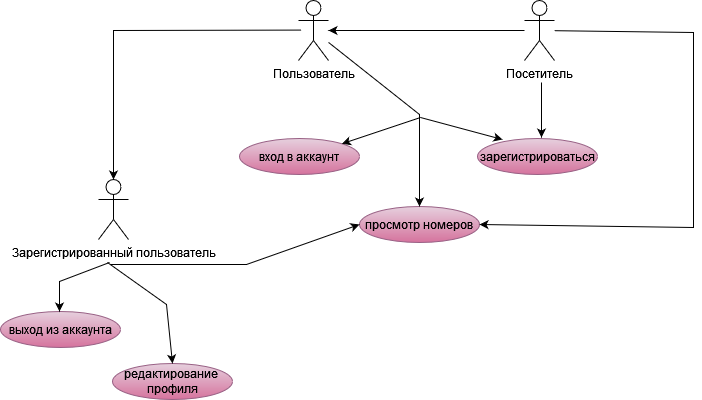 Пользователь
Посетитель
вход в аккаунт
зарегистрироваться
просмотр номеров
Зарегистрированный пользователь
выход из аккаунта
редактирование
профиля